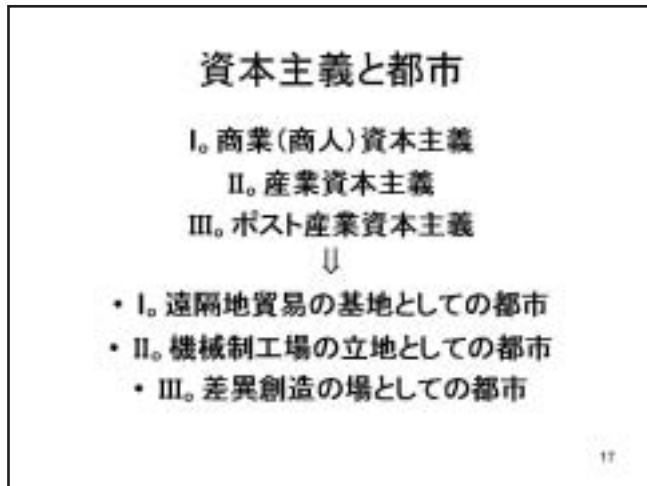 資本主義と都市
Ⅰ。商業(商人)資本主義
Ⅱ。産業資本主義
Ⅲ。ポスト産業資本主義
⇓
• Ⅰ。遠隔地貿易の基地としての都市
• Ⅱ。機械制工場の立地としての都市
• Ⅲ。差異創造の場としての都市
17